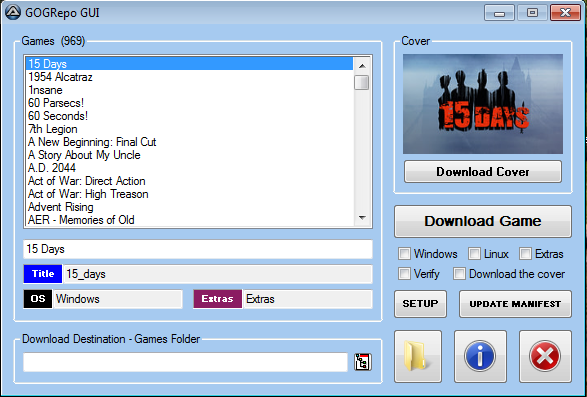 GOGRepo GUI
Games (969)
15 Days
1954 Alcatraz
1nsane
60 Parsecs!
60 Seconds!
7th Legion
A New Beginning: Final Cut
A Story About My Uncle
A.D. 2044
Act of War: Direct Action
Act of War: High Treason
Advent Rising
AER - Memories of Old
15 Days
Title 15_days
OS Windows Extras Extras
Download Destination - Games Folder
Cover
15 DAYS
Download Cover
Download Game
Windows Linux Extras
Verify Download the cover
SETUP UPDATE MANIFEST